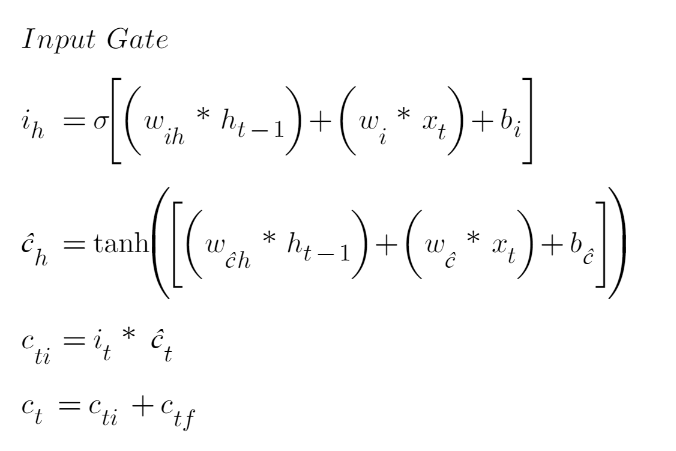 Input Gate
i_h = σ[(w_ih * h_t−1) + (w_i * x_t) + b_i]
ĉ_h = tanh([(w_ĉh * h_t−1) + (w_ĉ * x_t) + b_ĉ])
c_ti = i_t * ĉ_t
c_t = c_ti + c_tf